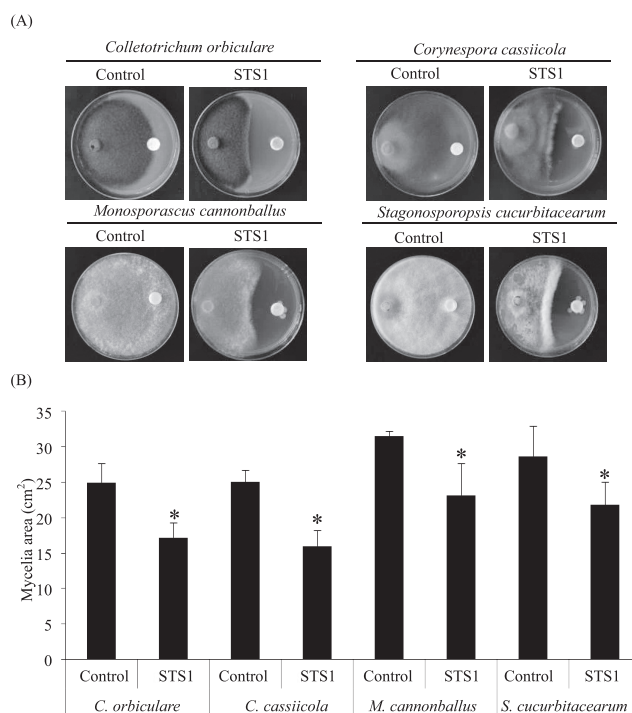 (A)
Colletotrichum orbiculare
Corynespora cassiicola
Control STS1
Control STS1
Monosporascus cannonballus
Stagonosporopsis cucurbitacearum
Control STS1
Control STS1
(B)
Mycelia area (cm2)
35
30
25
20
15
10
5
0
*
*
*
*
Control STS1 Control STS1 Control STS1 Control STS1
C. orbiculare C. cassiicola M. cannonballus S. cucurbitacearum